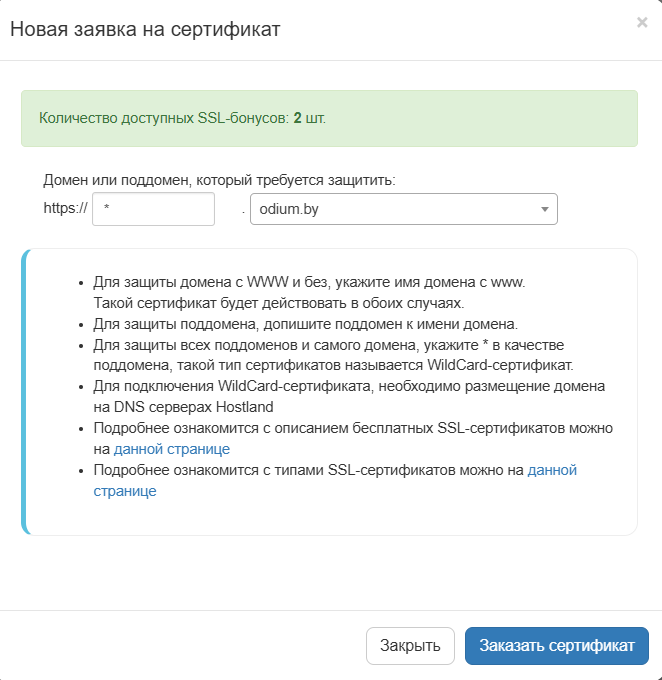 Новая заявка на сертификат
×
Количество доступных SSL-бонусов: 2 шт.
Домен или поддомен, который требуется защитить:
https:// * . odium.by
• Для защиты домена с WWW и без, укажите имя домена с www.
Такой сертификат будет действовать в обоих случаях.
• Для защиты поддомена, допишите поддомен к имени домена.
• Для защиты всех поддоменов и самого домена, укажите * в качестве
поддомена, такой тип сертификатов называется WildCard-сертификат.
• Для подключения WildCard-сертификата, необходимо размещение домена
на DNS серверах Hostland
• Подробнее ознакомится с описанием бесплатных SSL-сертификатов можно
на данной странице
• Подробнее ознакомится с типами SSL-сертификатов можно на данной
странице
Закрыть Заказать сертификат